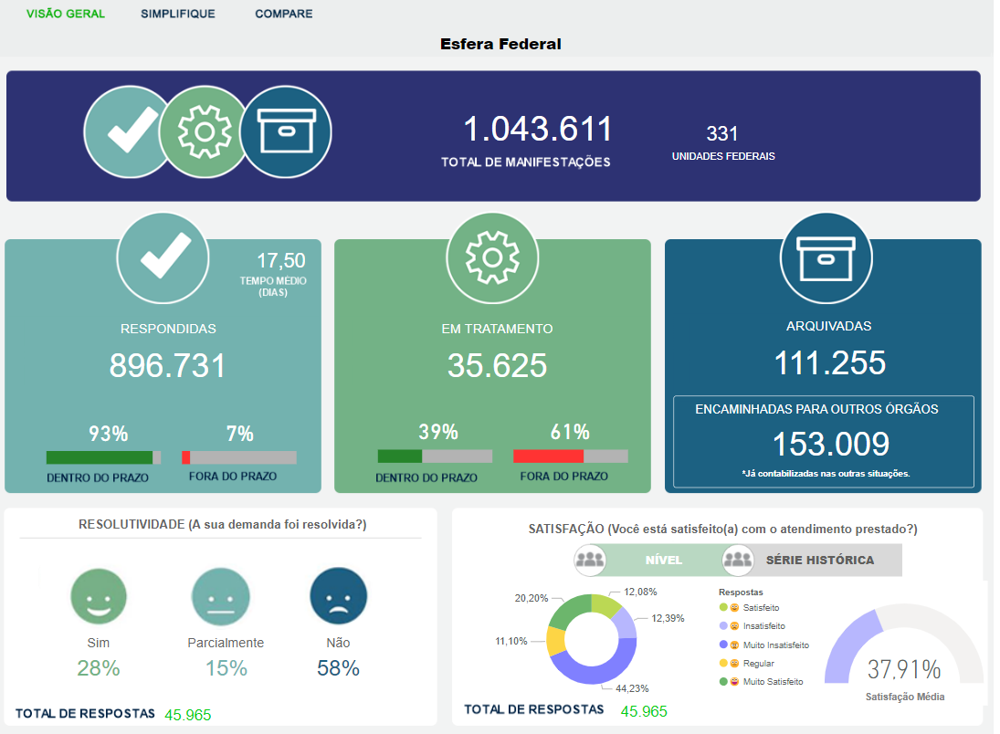 VISÃO GERAL SIMPLIFIQUE COMPARE
Esfera Federal
1.043.611
TOTAL DE MANIFESTAÇÕES
331
UNIDADES FEDERAIS
17,50
TEMPO MÉDIO
(DIAS)
RESPONDIDAS
896.731
93%
DENTRO DO PRAZO
7%
FORA DO PRAZO
EM TRATAMENTO
35.625
39%
DENTRO DO PRAZO
61%
FORA DO PRAZO
ARQUIVADAS
111.255
ENCAMINHADAS PARA OUTROS ÓRGÃOS
153.009
*Já contabilizadas nas outras situações.
RESOLUTIVIDADE (A sua demanda foi resolvida?)
Sim
28%
Parcialmente
15%
Não
58%
TOTAL DE RESPOSTAS 45.965
SATISFAÇÃO (Você está satisfeito(a) com o atendimento prestado?)
NÍVEL
SÉRIE HISTÓRICA
12,08%
12,39%
44,23%
11,10%
20,20%
Respostas
Satisfeito
Insatisfeito
Muito Insatisfeito
Regular
Muito Satisfeito
37,91%
Satisfação Média
TOTAL DE RESPOSTAS 45.965